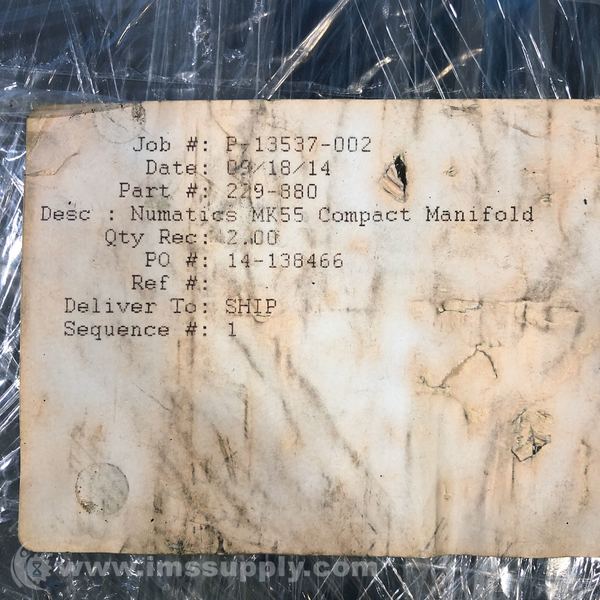 Job #: P-13537-002
Date: 09/18/14
Part #: 229-880
Desc : Numatics MK55 Compact Manifold
Qty Rec: 2.00
PO #: 14-138466
Ref #:
Deliver To: SHIP
Sequence #: 1
www.imssupply.com